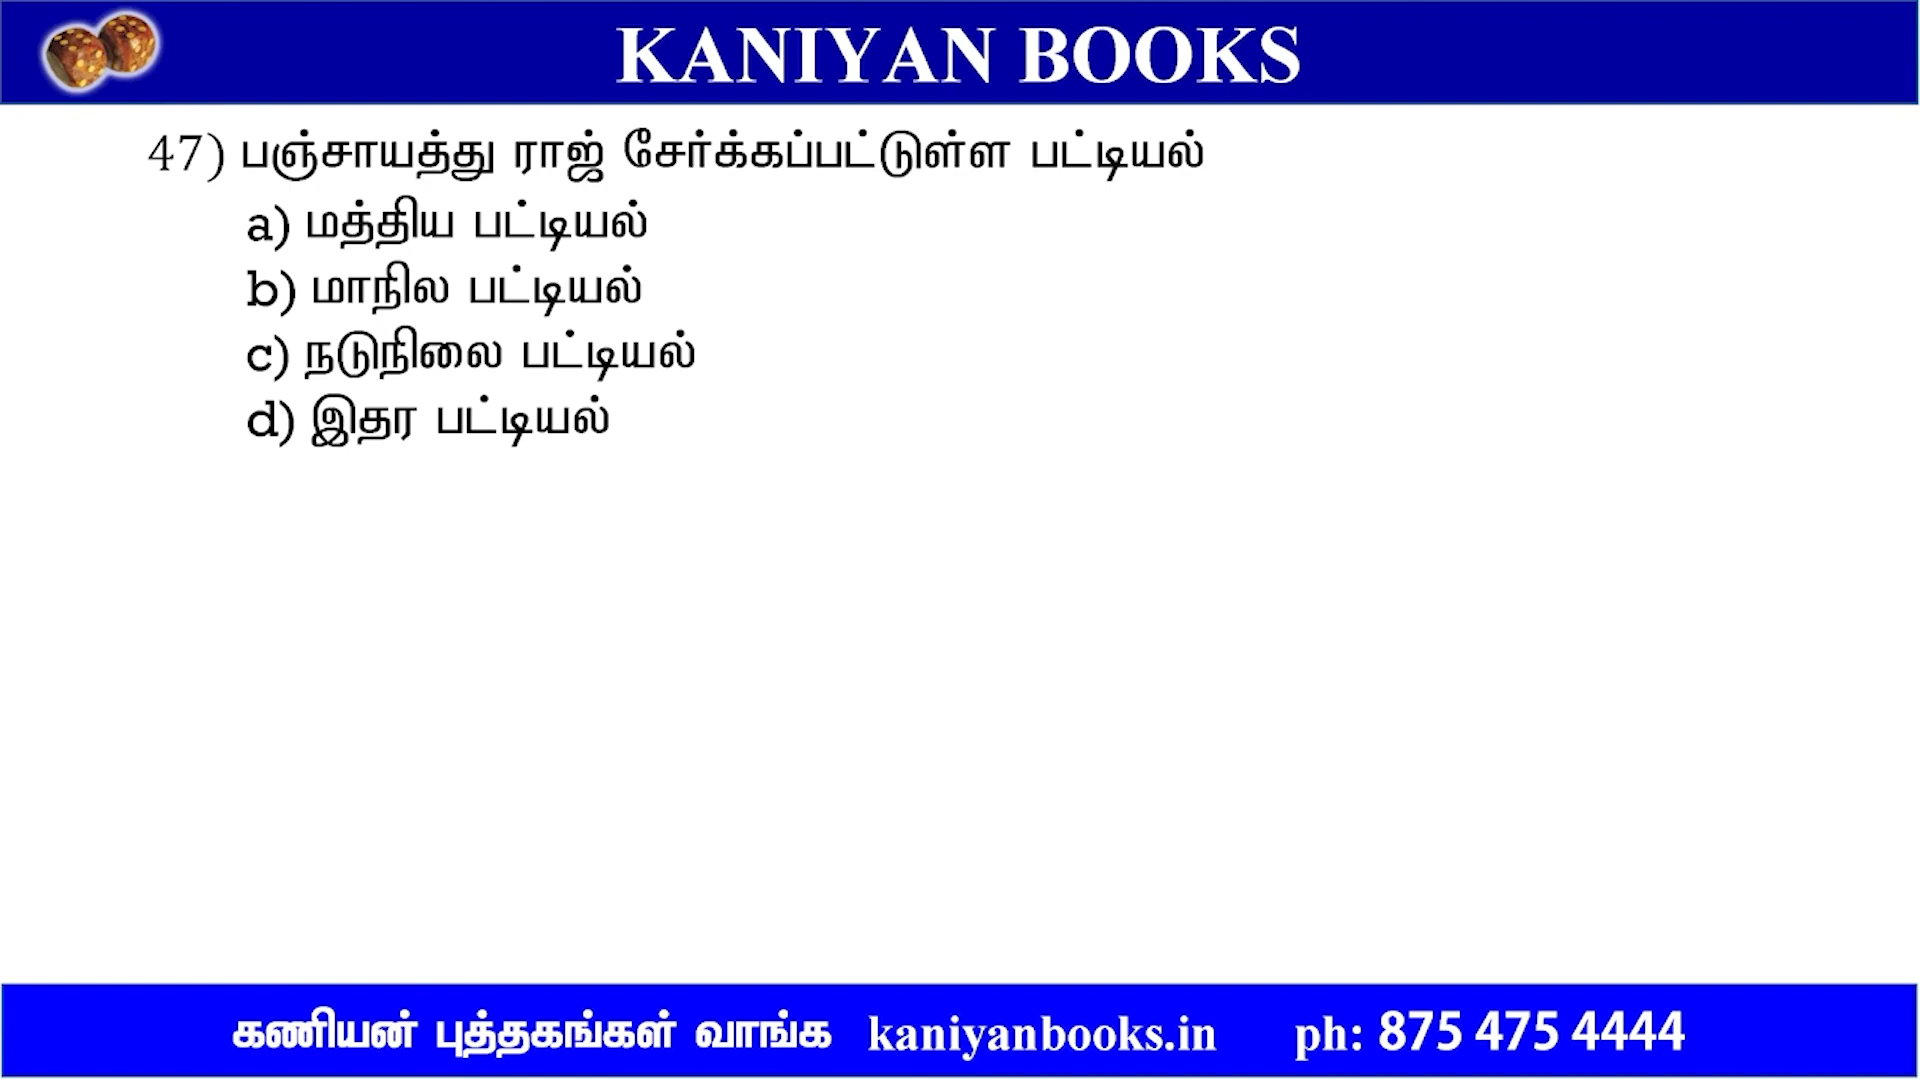 KANIYAN BOOKS
47) பஞ்சாயத்து ராஜ் சேர்க்கப்பட்டுள்ள பட்டியல்
a) மத்திய பட்டியல்
b) மாநில பட்டியல்
c) நடுநிலை பட்டியல்
d) இதர பட்டியல்
கணியன் புத்தகங்கள் வாங்க kaniyanbooks.in ph: 875 475 4444